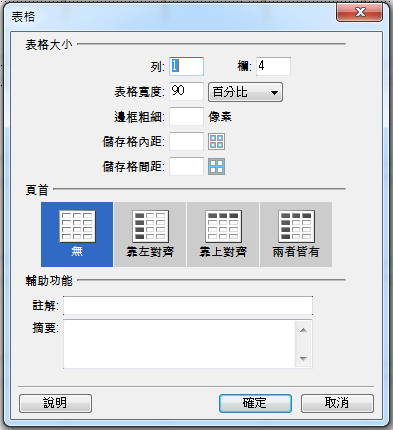 表格
表格大小
列: 1 欄: 4
表格寬度: 90 百分比
邊框粗細: 像素
儲存格內距:
儲存格間距:
頁首
無 靠左對齊 靠上對齊 兩者皆有
輔助功能
註解:
摘要:
說明 確定 取消